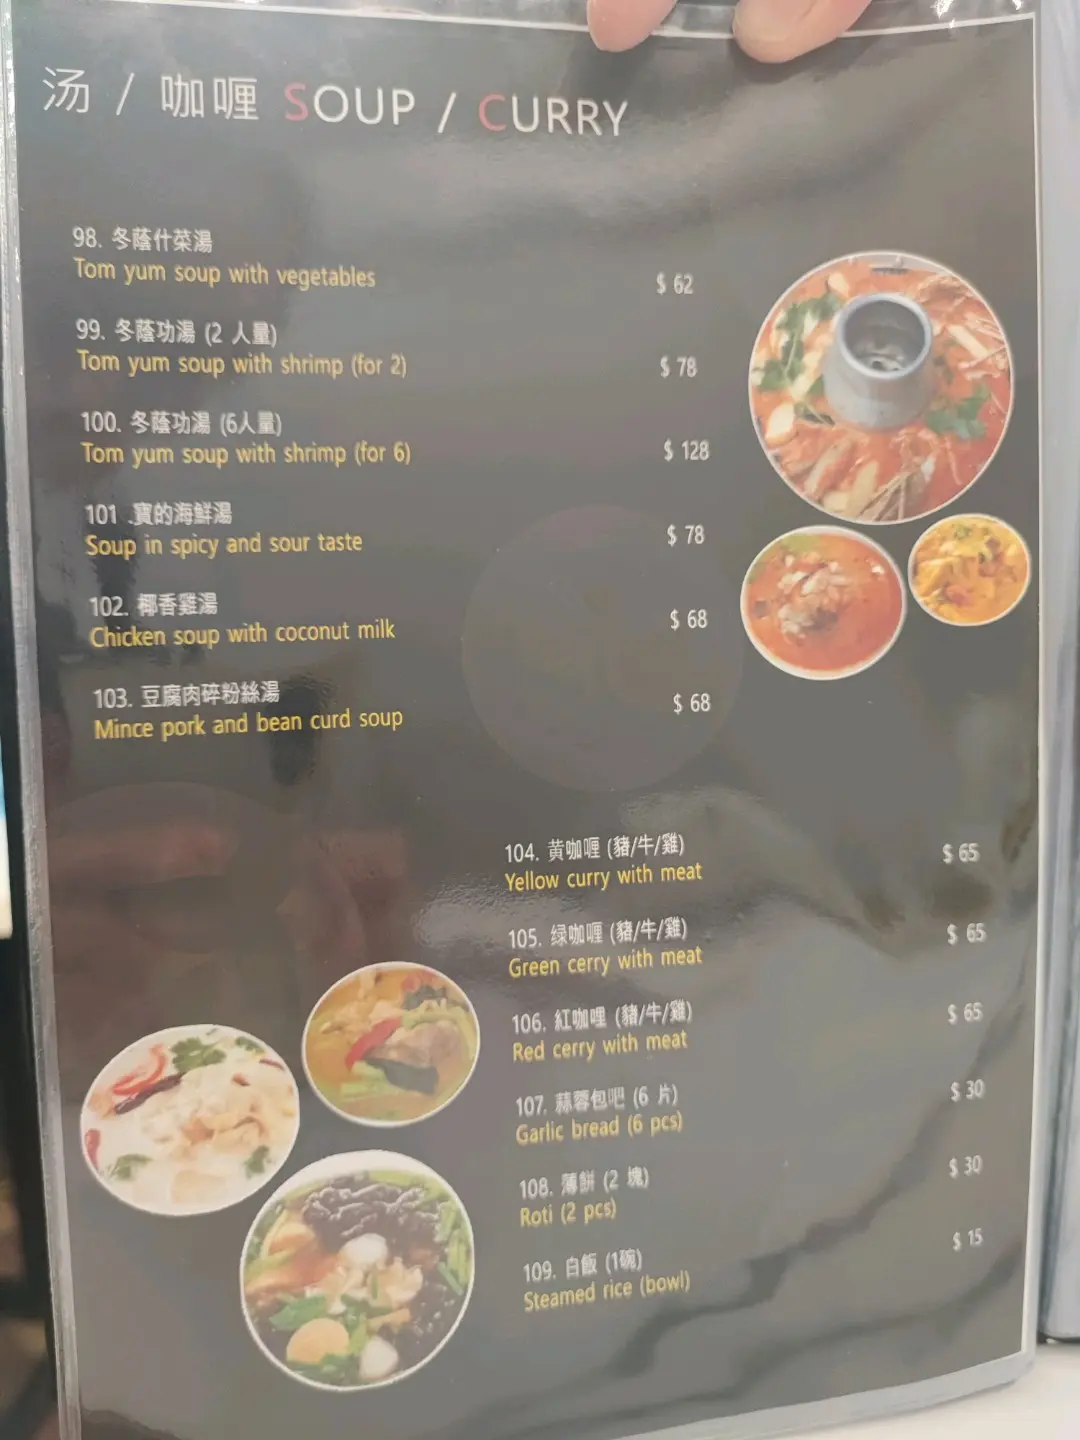 汤 / 咖喱 SOUP / CURRY
98. 冬蔭什菜湯
Tom yum soup with vegetables
$ 62
99. 冬蔭功湯 (2 人量)
Tom yum soup with shrimp (for 2)
$ 78
100. 冬蔭功湯 (6人量)
Tom yum soup with shrimp (for 6)
$ 128
101 .寶的海鮮湯
Soup in spicy and sour taste
$ 78
102. 椰香雞湯
Chicken soup with coconut milk
$ 68
103. 豆腐肉碎粉絲湯
Mince pork and bean curd soup
$ 68
104. 黄咖喱 (豬/牛/雞)
Yellow curry with meat
$ 65
105. 绿咖喱 (豬/牛/雞)
Green cerry with meat
$ 65
106. 紅咖哩 (豬/牛/雞)
Red cerry with meat
$ 65
107. 蒜蓉包吧 (6 片)
Garlic bread (6 pcs)
$ 30
108. 薄餅 (2 塊)
Roti (2 pcs)
$ 30
109. 白飯 (1碗)
Steamed rice (bowl)
$ 15